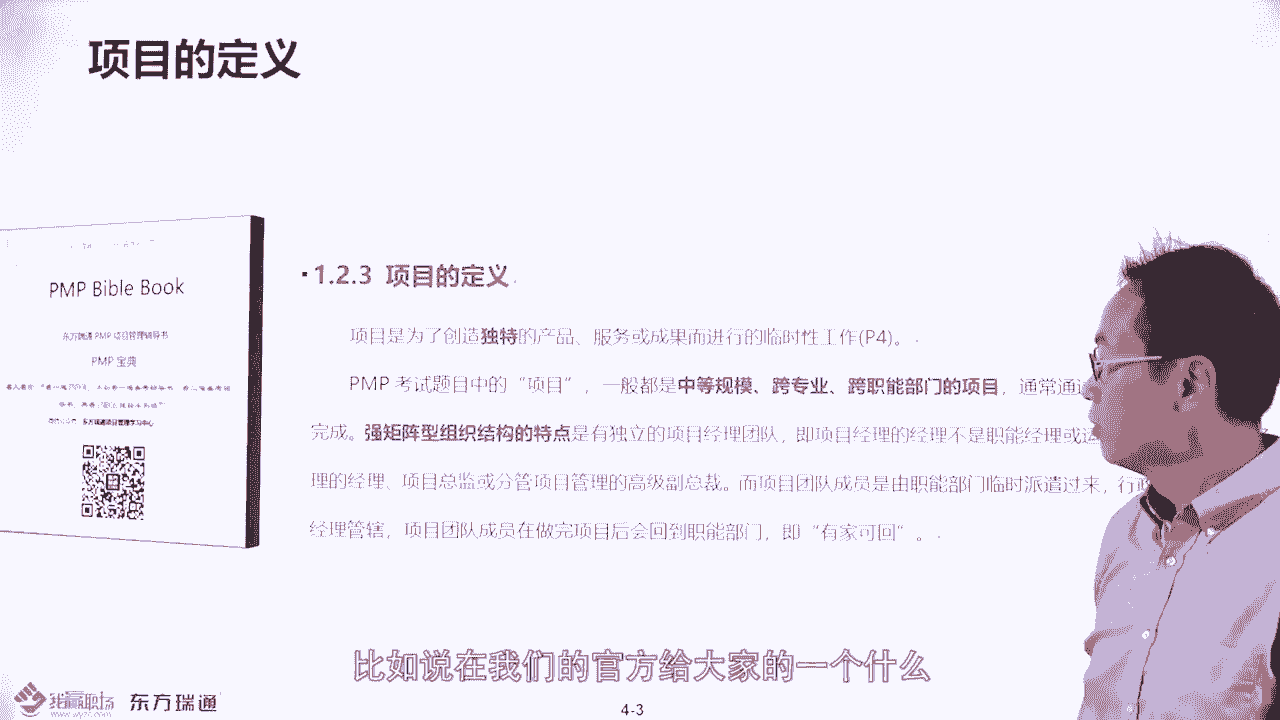 项目的定义
PMP Bible Book
东方瑞通 PMP 项目管理辅导书
PMP 宝典
东方瑞通项目管理学习中心
·1.2.3 项目的定义
项目是为了创造独特的产品、服务或成果而进行的临时性工作(P4)。
PMP 考试题目中的“项目”，一般都是中等规模、跨专业、跨职能部门的项目，通常通
完成。强矩阵型组织结构的特点是有独立的项目经理团队，即项目经理的经理不是职能经理或
理的经理、项目总监或分管项目管理的高级副总裁。而项目团队成员是由职能部门临时派遣过来，行政
经理管辖，项目团队成员在做完项目后会回到职能部门，即“有家可回”。
比如说在我们的官方给大家的一个什么
我赢职场
东方瑞通
4-3